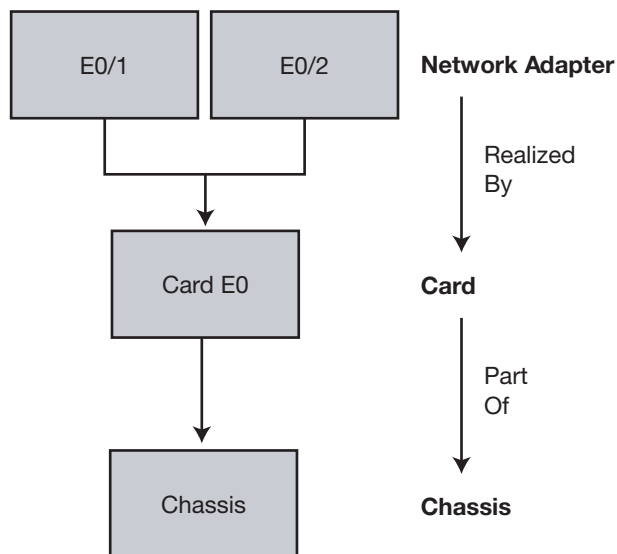 E0/1
E0/2
Network Adapter
Realized
By
Card E0
Card
Part
Of
Chassis
Chassis